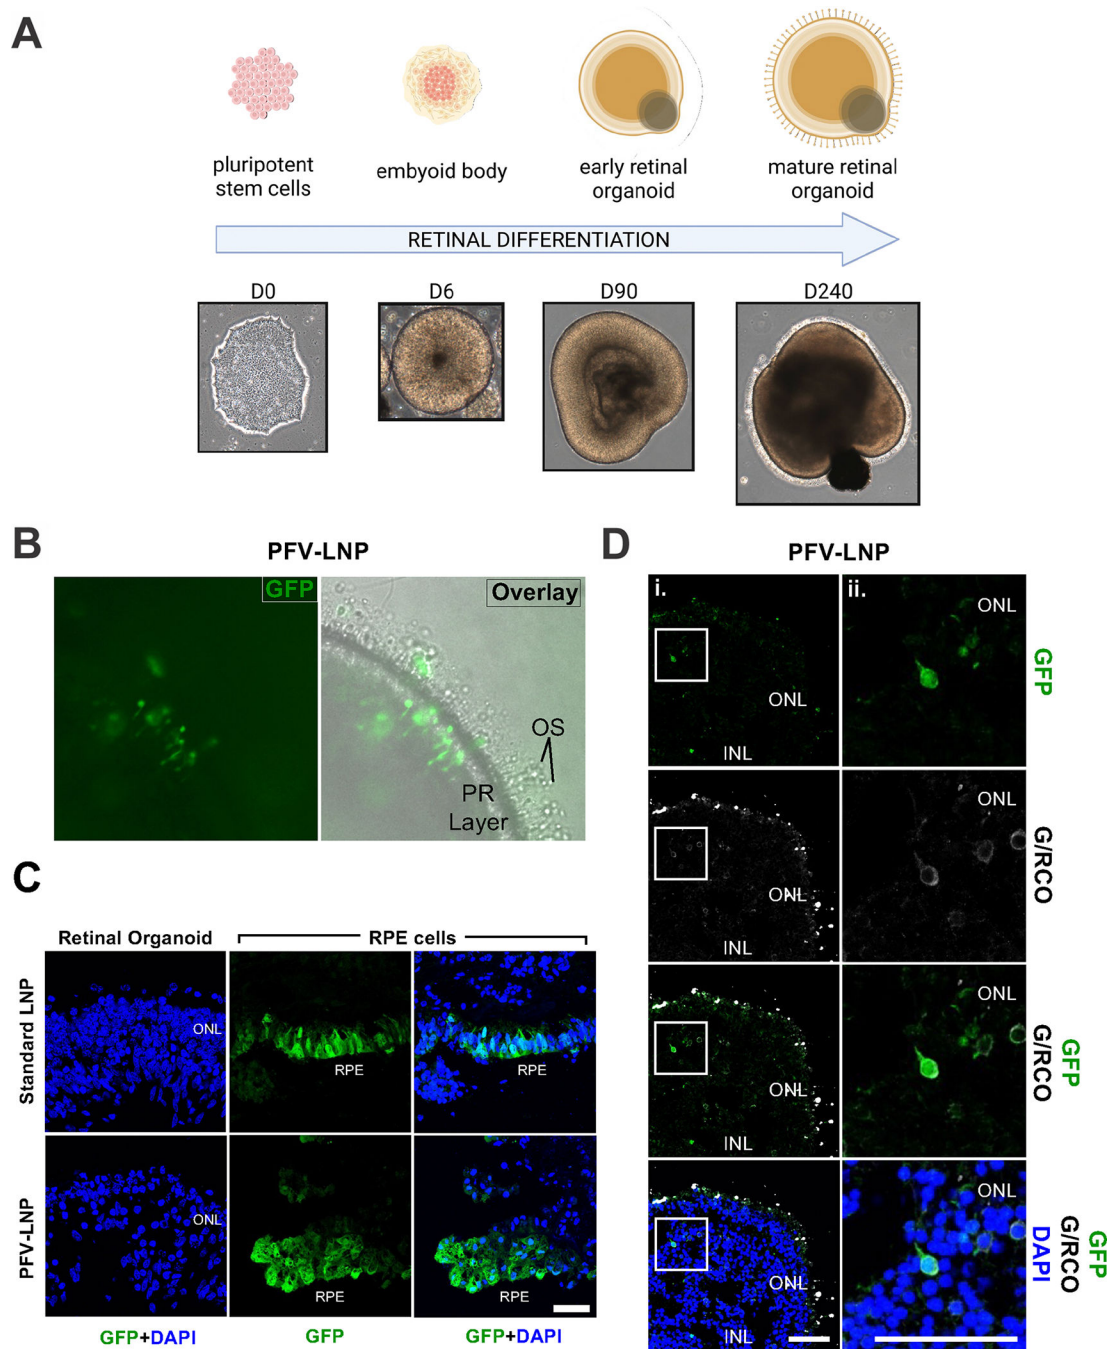 A
pluripotent
stem cells
embyoid body
early retinal
organoid
mature retinal
organoid
RETINAL DIFFERENTIATION
D0
D6
D90
D240
B
PFV-LNP
GFP
Overlay
OS
PR
Layer
C
Retinal Organoid
RPE cells
Standard LNP
ONL
RPE
RPE
PFV-LNP
ONL
RPE
RPE
GFP+DAPI
GFP
GFP+DAPI
D
PFV-LNP
i.
ii.
ONL
INL
ONL
GFP
ONL
INL
ONL
G/RCO
ONL
INL
ONL
GFP
G/RCO
ONL
INL
ONL
GFP
G/RCO
DAPI